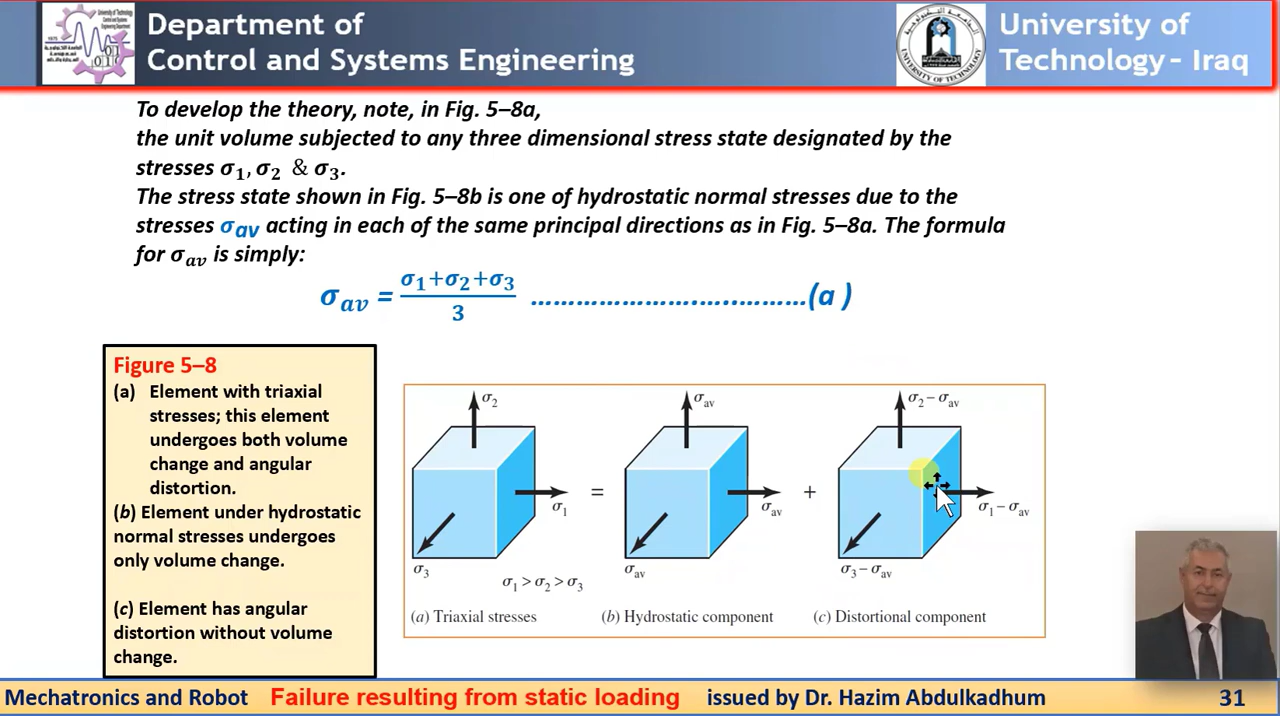 Department of
Control and Systems Engineering
University of
Technology - Iraq
To develop the theory, note, in Fig. 5–8a,
the unit volume subjected to any three dimensional stress state designated by the
stresses σ₁, σ₂ & σ₃.
The stress state shown in Fig. 5–8b is one of hydrostatic normal stresses due to the
stresses σav acting in each of the same principal directions as in Fig. 5–8a. The formula
for σav is simply:
σav = (σ₁+σ₂+σ₃)/3 ………………….…..………(a )
Figure 5–8
(a) Element with triaxial
stresses; this element
undergoes both volume
change and angular
distortion.
(b) Element under hydrostatic
normal stresses undergoes
only volume change.
(c) Element has angular
distortion without volume
change.
σ₂
σ₁
σ₃
σ₁ > σ₂ > σ₃
(a) Triaxial stresses
=
σav
σav
σav
(b) Hydrostatic component
+
σ₂ – σav
σ₁ – σav
σ₃ – σav
(c) Distortional component
Mechatronics and Robot Failure resulting from static loading issued by Dr. Hazim Abdulkadhum 31